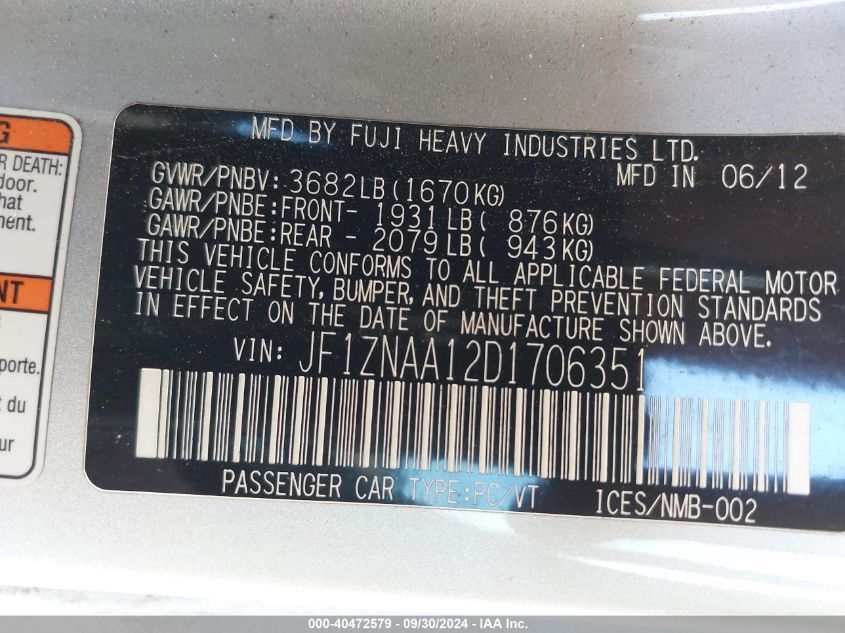 G
R DEATH:
door.
that
ement.
NT
s
porte.
t du
ur
MFD BY FUJI HEAVY INDUSTRIES LTD.
GVWR/PNBV: 3682LB(1670KG) MFD IN 06/12
GAWR/PNBE:FRONT- 1931LB( 876KG)
GAWR/PNBE:REAR - 2079LB( 943KG)
THIS VEHICLE CONFORMS TO ALL APPLICABLE FEDERAL MOTOR
VEHICLE SAFETY, BUMPER, AND THEFT PREVENTION STANDARDS
IN EFFECT ON THE DATE OF MANUFACTURE SHOWN ABOVE.
VIN: JF1ZNAA12D1706351
PASSENGER CAR TYPE:PC/VT ICES/NMB-002
000-40472579 - 09/30/2024 - IAA Inc.